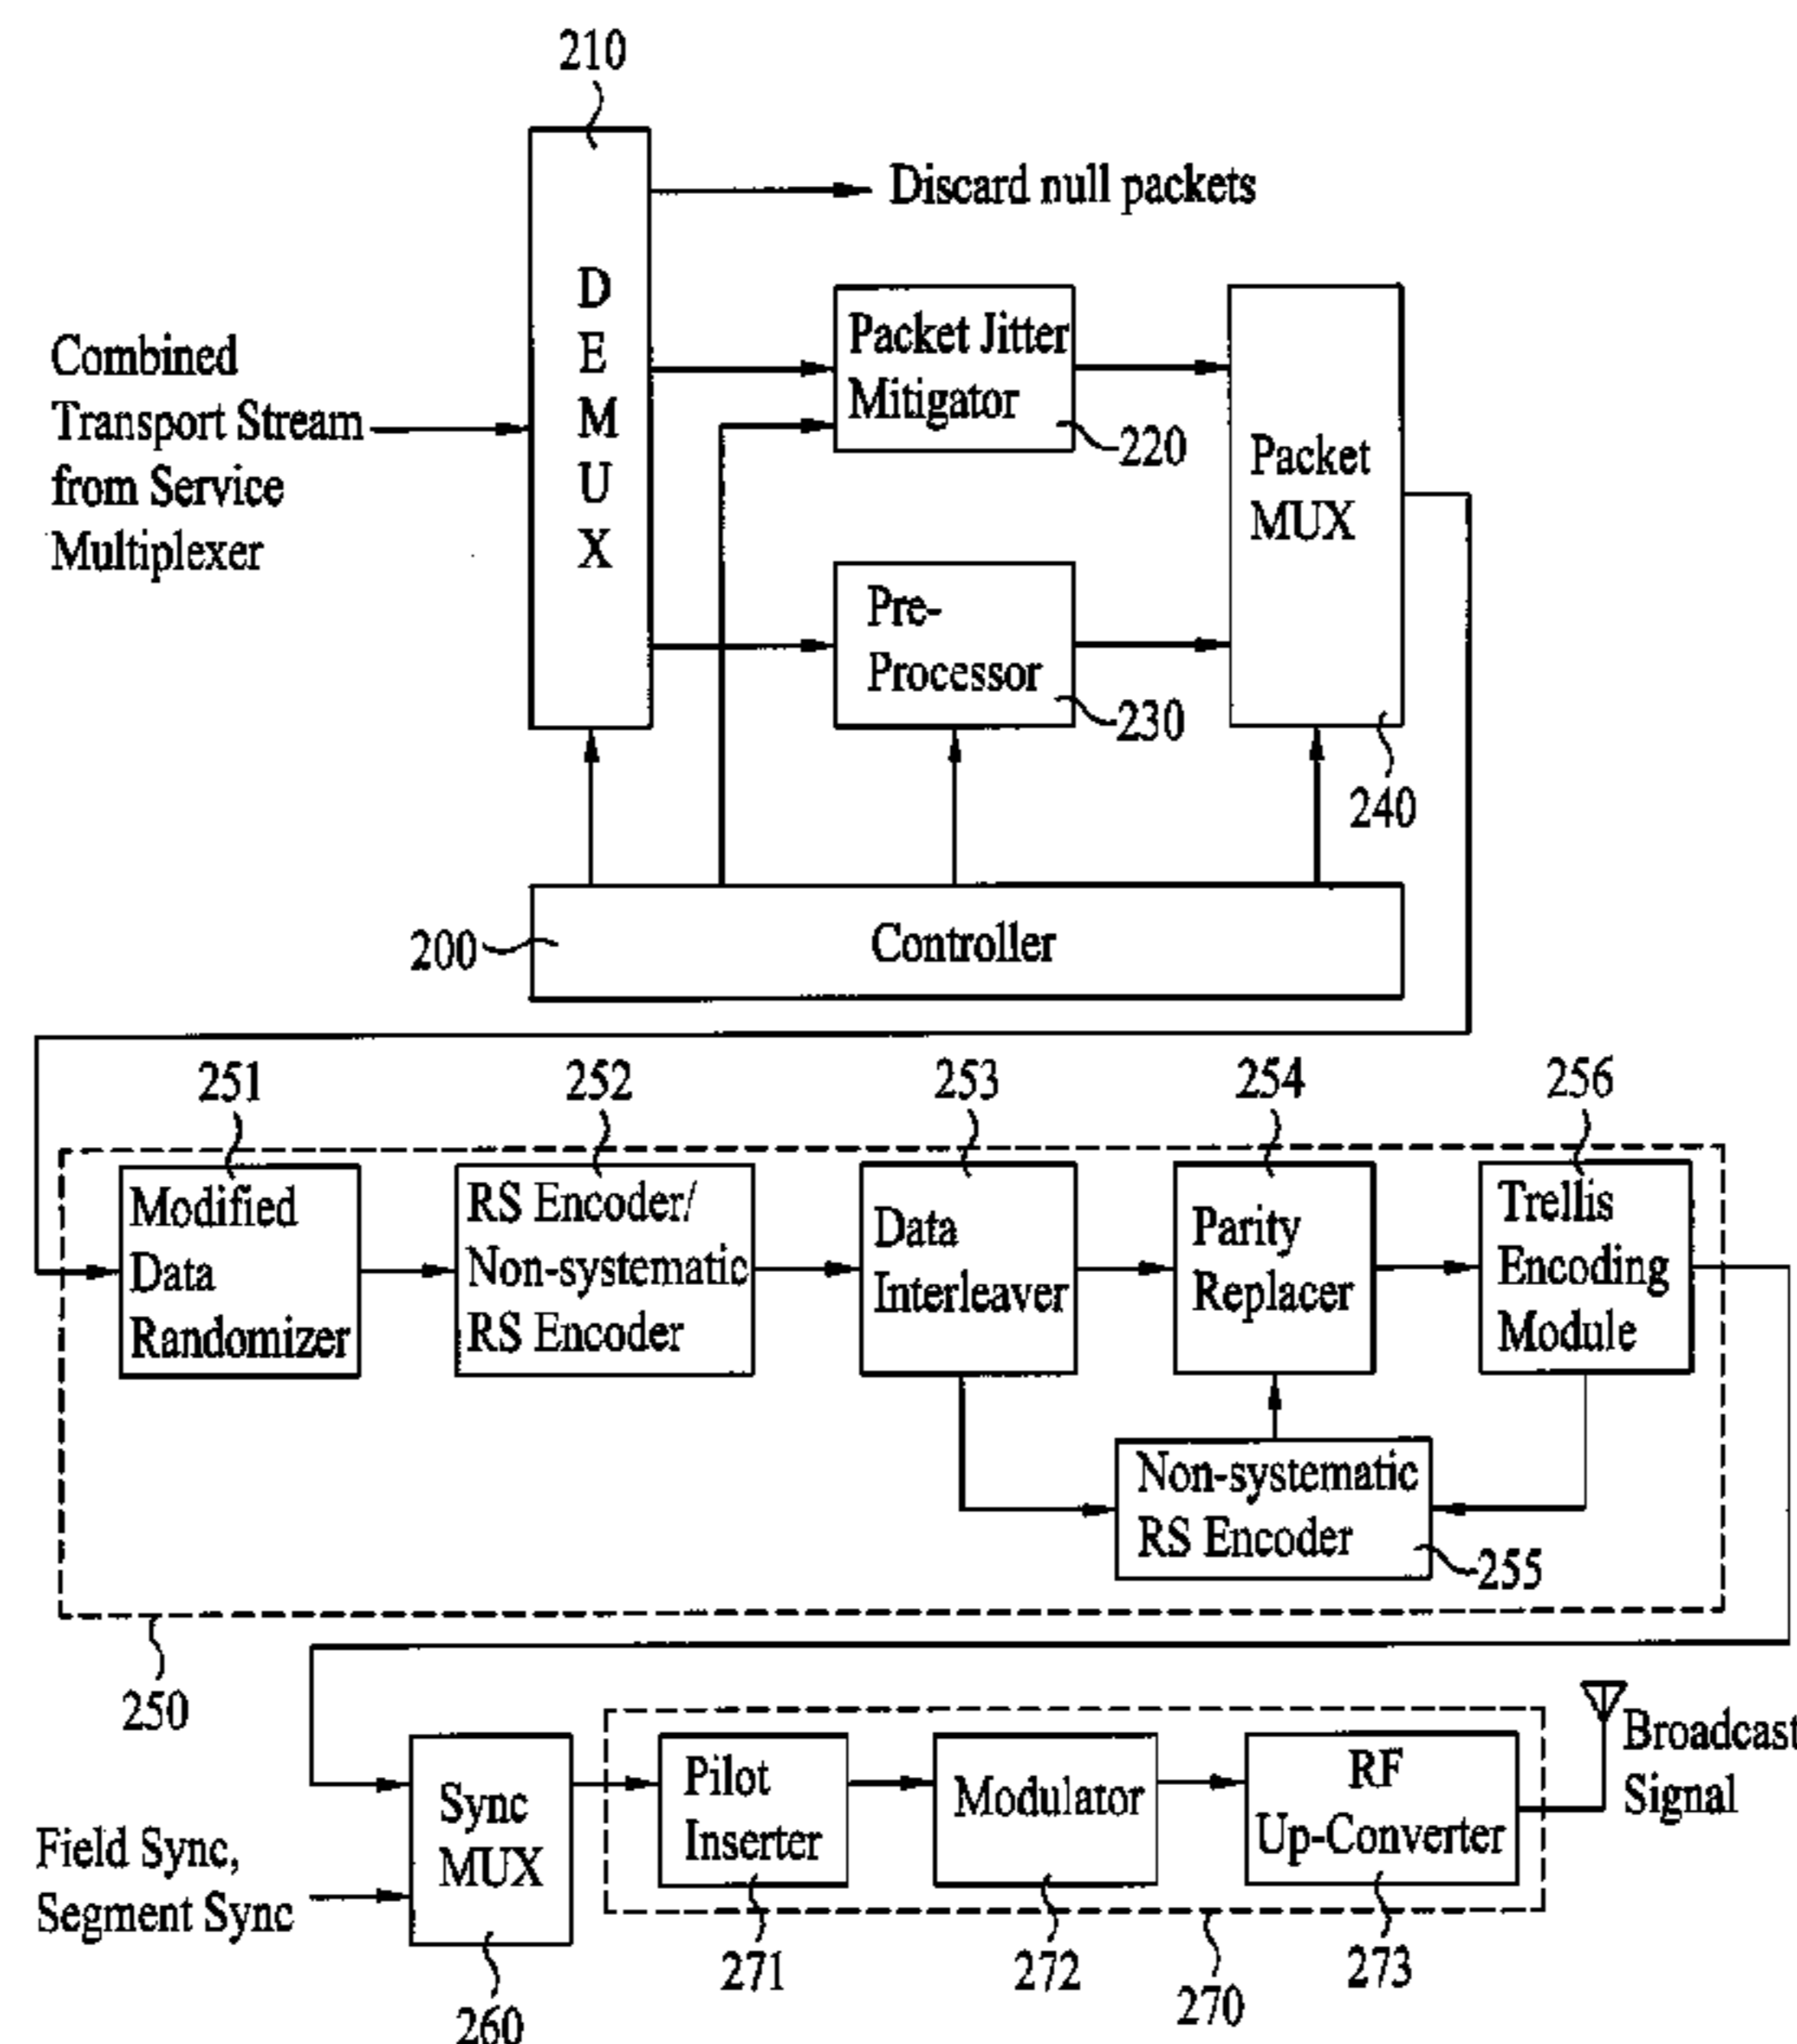 210
Discard null packets
D
E
M
U
X
Combined
Transport Stream
from Service
Multiplexer
Packet Jitter
Mitigator
220
Packet
MUX
Pre-
Processor
230
240
200
Controller
251
252
253
254
256
Modified
Data
Randomizer
RS Encoder/
Non-systematic
RS Encoder
Data
Interleaver
Parity
Replacer
Trellis
Encoding
Module
Non-systematic
RS Encoder
255
250
Sync
MUX
Pilot
Inserter
Modulator
RF
Up-Converter
Broadcast
Signal
Field Sync,
Segment Sync
260
271
272
270
273